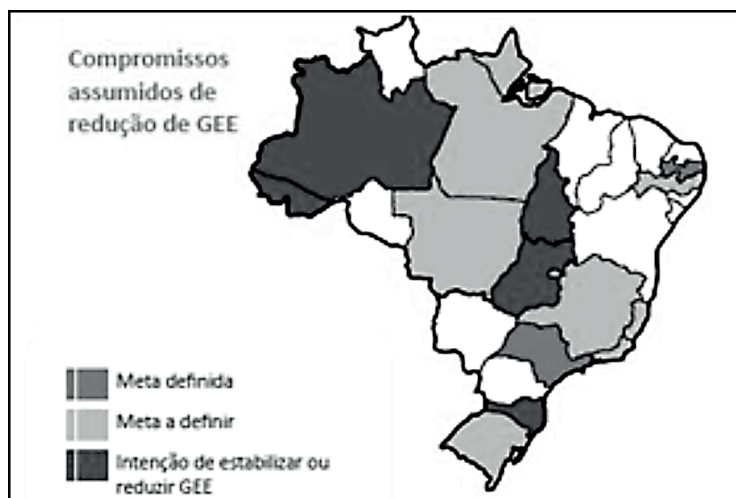 Compromissos
assumidos de
redução de GEE
Meta definida
Meta a definir
Intenção de estabilizar ou
reduzir GEE